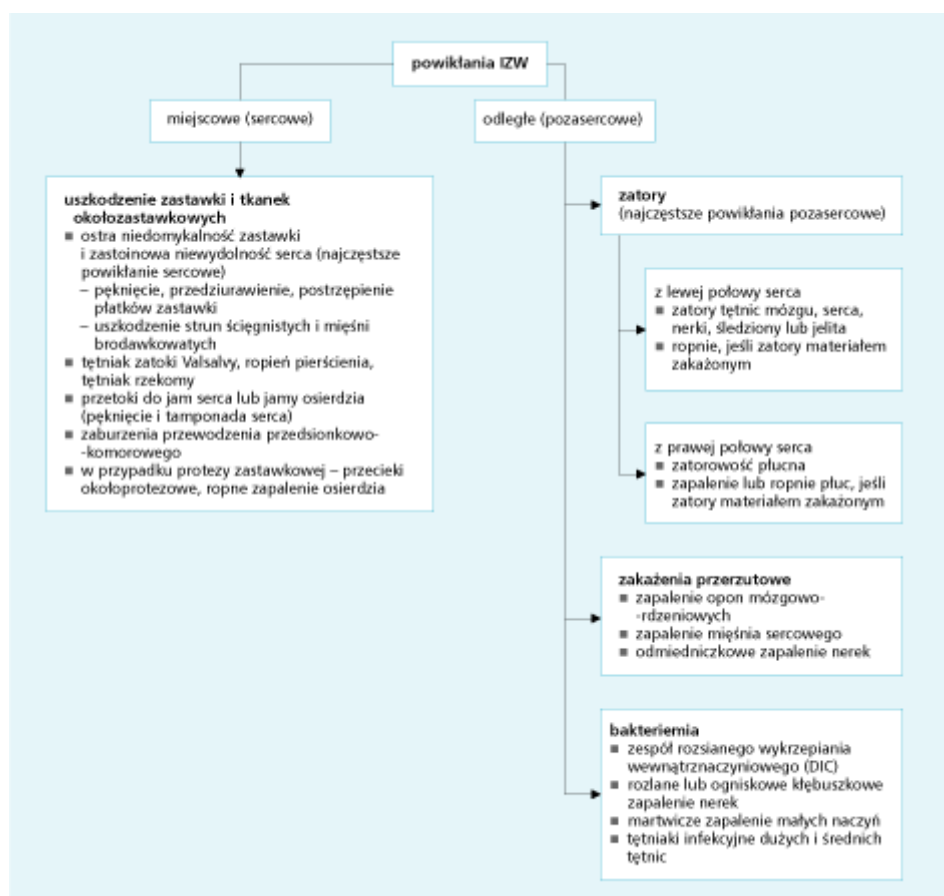 powikłania IZW
miejscowe (sercowe)
odległe (pozasercowe)
uszkodzenie zastawki i tkanek
okołozastawkowych
■ ostra niedomykalność zastawki
i zastoinowa niewydolność serca (najczęstsze
powikłanie sercowe)
– pęknięcie, przedziurawienie, postrzępienie
płatków zastawki
– uszkodzenie strun ścięgnistych i mięśni
brodawkowatych
■ tętniak zatoki Valsalvy, ropień pierścienia,
tętniak rzekomy
■ przetoki do jam serca lub jamy osierdzia
(pęknięcie i tamponada serca)
■ zaburzenia przewodzenia przedsionkowo-
-komorowego
■ w przypadku protezy zastawkowej – przecieki
okołoprotezowe, ropne zapalenie osierdzia
zatory
(najczęstsze powikłania pozasercowe)
z lewej połowy serca
■ zatory tętnic mózgu, serca,
nerki, śledziony lub jelita
■ ropnie, jeśli zatory materiałem
zakażonym
z prawej połowy serca
■ zatorowość płucna
■ zapalenie lub ropnie płuc, jeśli
zatory materiałem zakażonym
zakażenia przerzutowe
■ zapalenie opon mózgowo-
-rdzeniowych
■ zapalenie mięśnia sercowego
■ odmiedniczkowe zapalenie nerek
bakteriemia
■ zespół rozsianego wykrzepiania
wewnątrznaczyniowego (DIC)
■ rozlane lub ogniskowe kłębuszkowe
zapalenie nerek
■ martwicze zapalenie małych naczyń
■ tętniaki infekcyjne dużych i średnich
tętnic